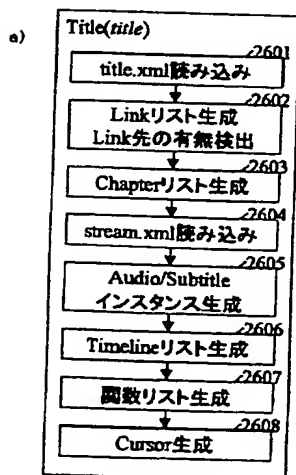 a)
Title(title)
2601
title.xml読み込み
2602
Linkリスト生成
Link先の有無検出
2603
Chapterリスト生成
2604
stream.xml読み込み
2605
Audio/Subtitle
インスタンス生成
2606
Timelineリスト生成
2607
関数リスト生成
2608
Cursor生成